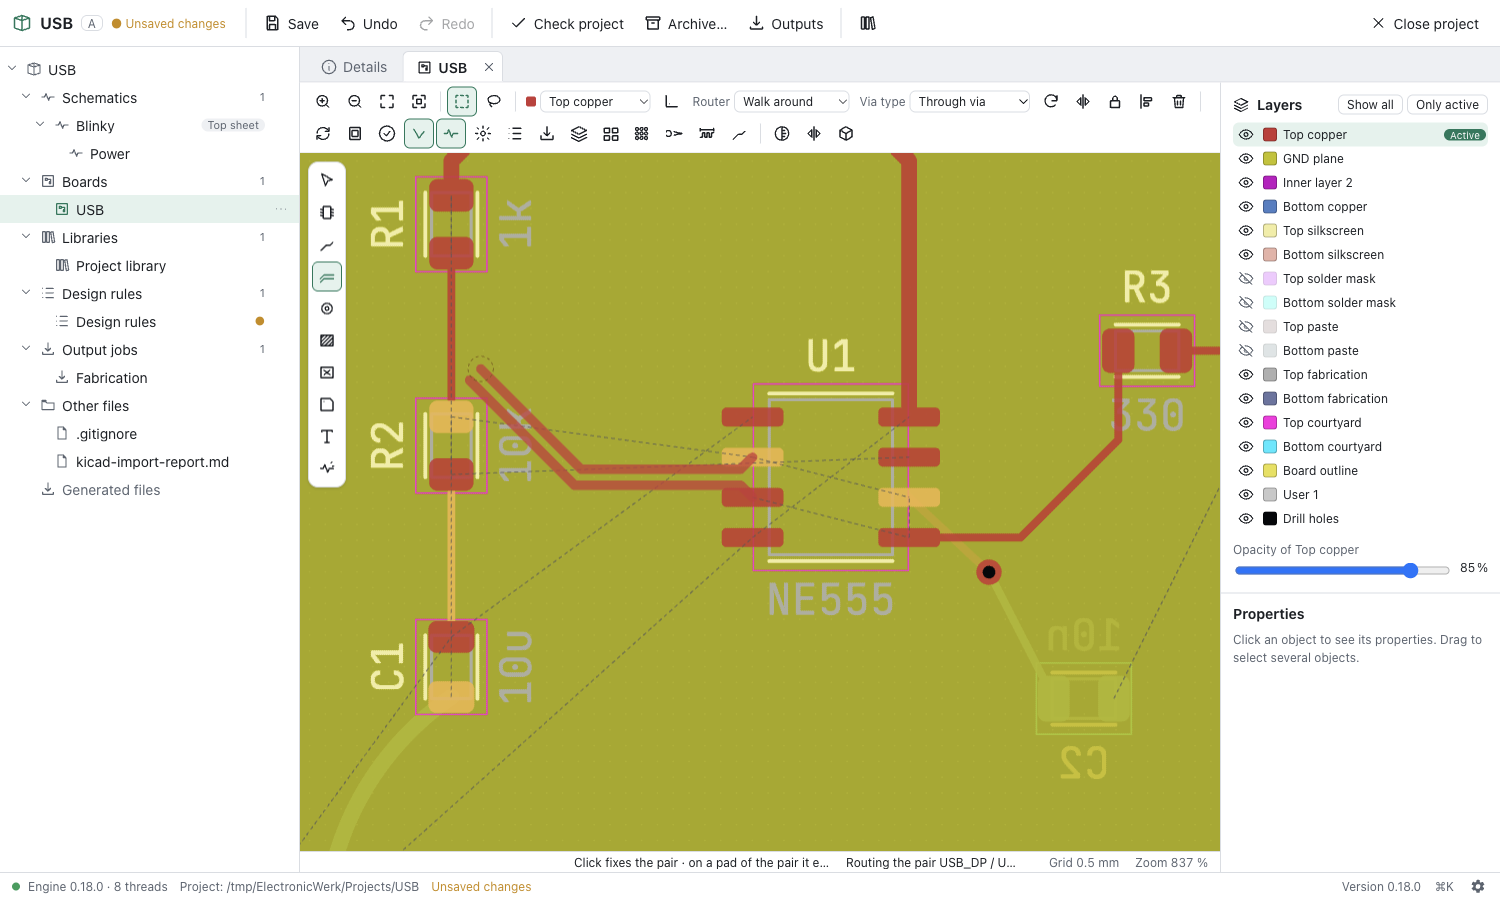 USB A Unsaved changes Save Undo Redo Check project Archive... Outputs Close project
USB
Schematics 1
Blinky Top sheet
Power
Boards 1
USB ...
Libraries 1
Project library
Design rules 1
Design rules
Output jobs 1
Fabrication
Other files
.gitignore
kicad-import-report.md
Generated files
Details USB
Top copper Router Walk around Via type Through via
R1
1k
R2
C1
10u
U1
NE555
R3
330
10n
C2
Layers Show all Only active
Top copper Active
GND plane
Inner layer 2
Bottom copper
Top silkscreen
Bottom silkscreen
Top solder mask
Bottom solder mask
Top paste
Bottom paste
Top fabrication
Bottom fabrication
Top courtyard
Bottom courtyard
Board outline
User 1
Drill holes
Opacity of Top copper
85 %
Properties
Click an object to see its properties. Drag to
select several objects.
Click fixes the pair · on a pad of the pair it e... Routing the pair USB_DP / U... Grid 0.5 mm Zoom 837 %
Engine 0.18.0 · 8 threads Project: /tmp/ElectronicWerk/Projects/USB Unsaved changes Version 0.18.0 ⌘K